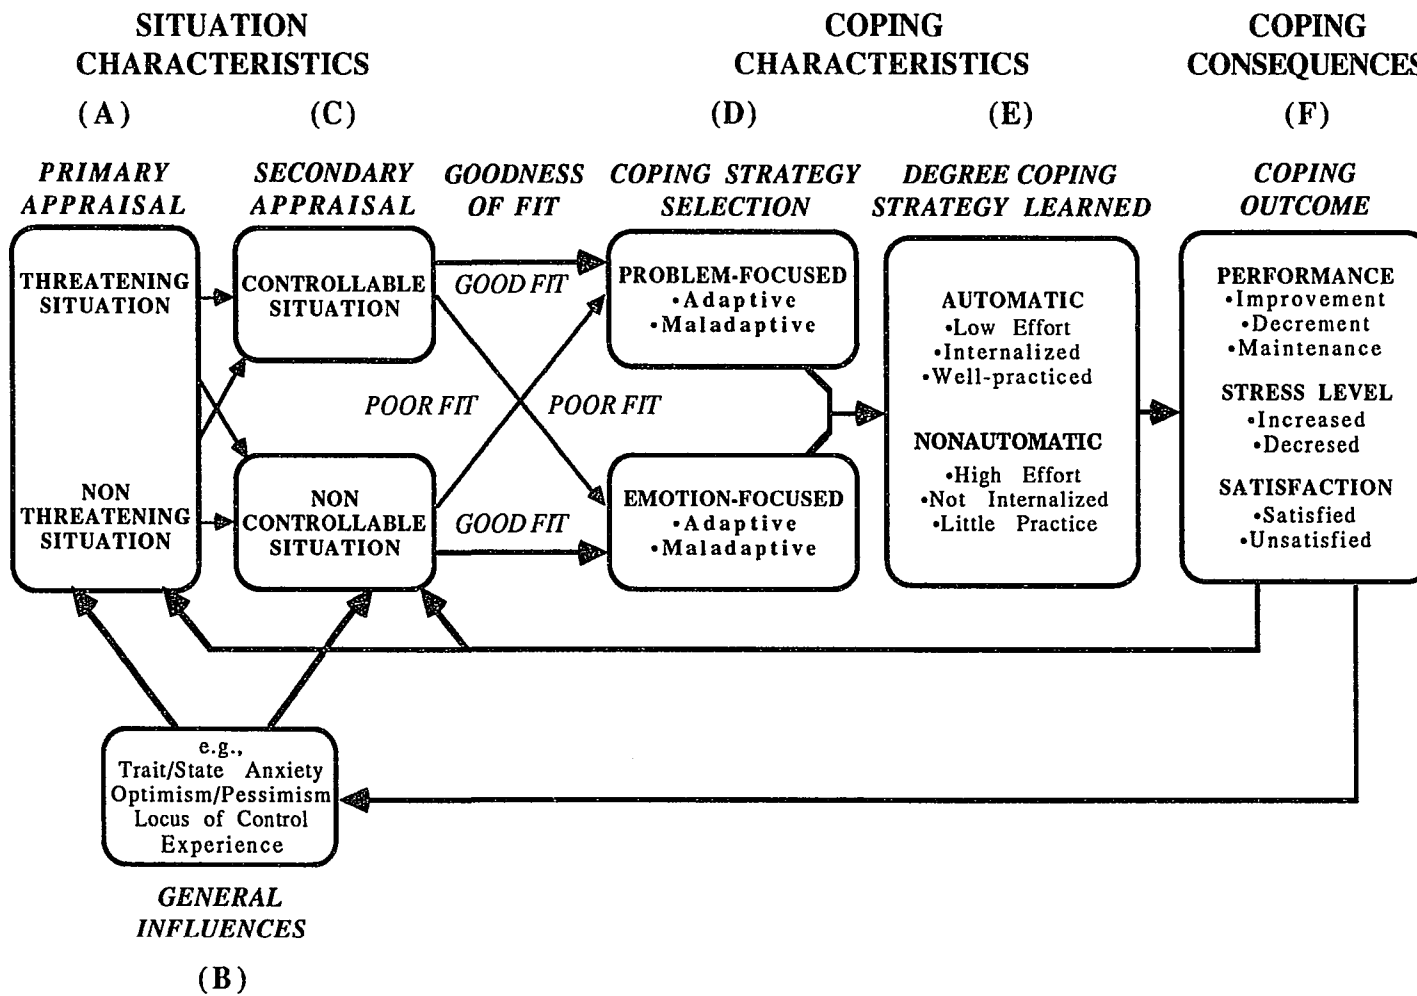 SITUATION
CHARACTERISTICS
COPING
CHARACTERISTICS
COPING
CONSEQUENCES
(A)
(C)
(D)
(E)
(F)
PRIMARY
APPRAISAL
SECONDARY
APPRAISAL
GOODNESS
OF FIT
COPING STRATEGY
SELECTION
DEGREE COPING
STRATEGY LEARNED
COPING
OUTCOME
THREATENING
SITUATION
NON
THREATENING
SITUATION
CONTROLLABLE
SITUATION
NON
CONTROLLABLE
SITUATION
GOOD FIT
POOR FIT
POOR FIT
GOOD FIT
PROBLEM-FOCUSED
•Adaptive
•Maladaptive
EMOTION-FOCUSED
•Adaptive
•Maladaptive
AUTOMATIC
•Low Effort
•Internalized
•Well-practiced
NONAUTOMATIC
•High Effort
•Not Internalized
•Little Practice
PERFORMANCE
•Improvement
•Decrement
•Maintenance
STRESS LEVEL
•Increased
•Decresed
SATISFACTION
•Satisfied
•Unsatisfied
e.g.,
Trait/State Anxiety
Optimism/Pessimism
Locus of Control
Experience
GENERAL
INFLUENCES
(B)